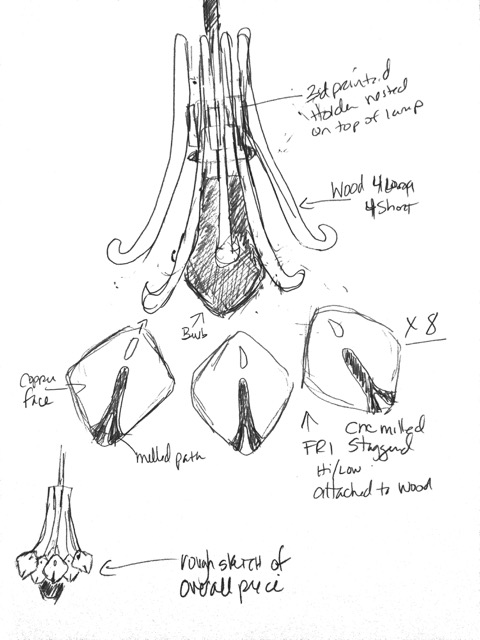 3d printed
Holder nested
on top of lamp
Wood 4 Long
4 Short
Bulb
X 8
Copper
face
milled path
CNC milled
FR1 Staggered
Hi/Low
attached to Wood
rough sketch of
overall piece